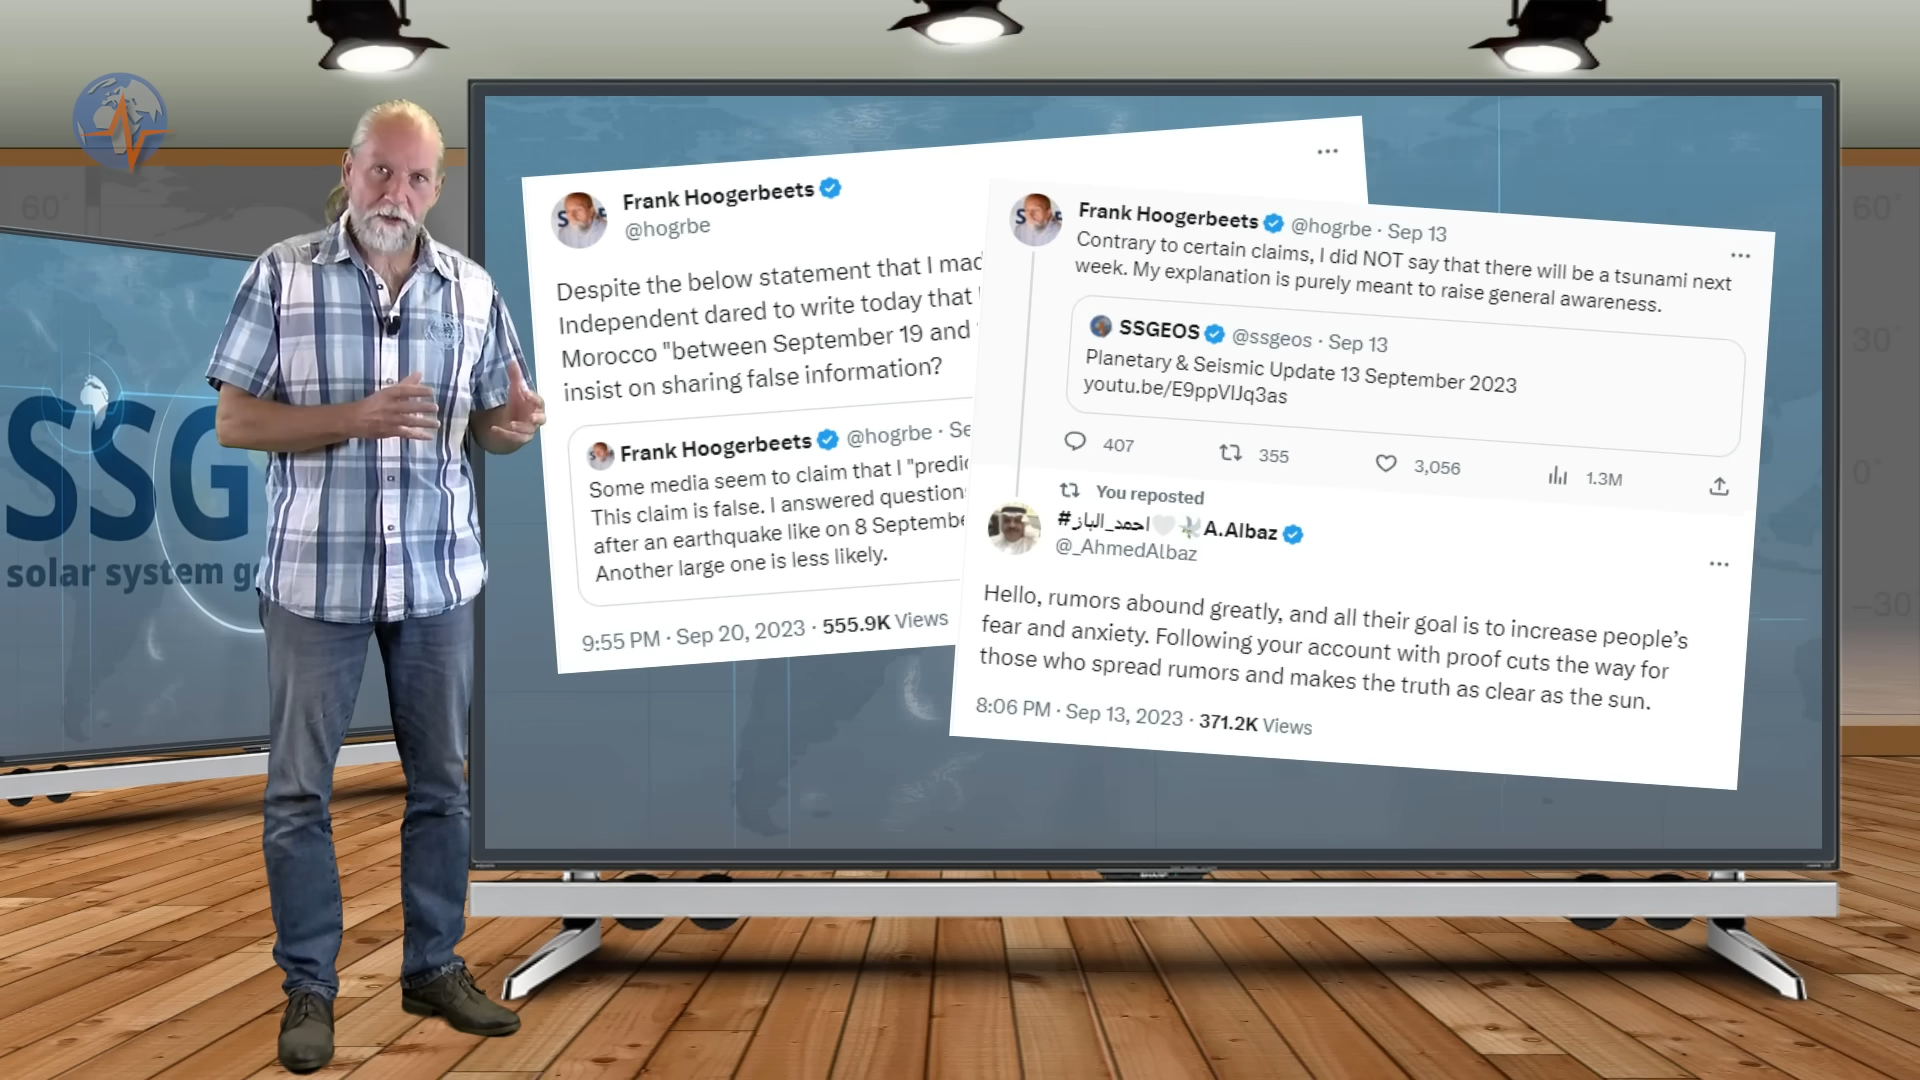 60°
SSG
solar system g
Frank Hoogerbeets
@hogrbe
Despite the below statement that I mad
Independent dared to write today that
Morocco "between September 19 and
insist on sharing false information?
Frank Hoogerbeets @hogrbe · Se
Some media seem to claim that I "predic
This claim is false. I answered question
after an earthquake like on 8 Septembe
Another large one is less likely.
9:55 PM · Sep 20, 2023 · 555.9K Views
Frank Hoogerbeets @hogrbe · Sep 13
Contrary to certain claims, I did NOT say that there will be a tsunami next
week. My explanation is purely meant to raise general awareness.
SSGEOS @ssgeos · Sep 13
Planetary & Seismic Update 13 September 2023
youtu.be/E9ppVIJq3as
407 355 3,056 1.3M
You reposted
#احمد_الباز A.Albaz
@_AhmedAlbaz
Hello, rumors abound greatly, and all their goal is to increase people's
fear and anxiety. Following your account with proof cuts the way for
those who spread rumors and makes the truth as clear as the sun.
8:06 PM · Sep 13, 2023 · 371.2K Views
60°
30°
0°
-30°